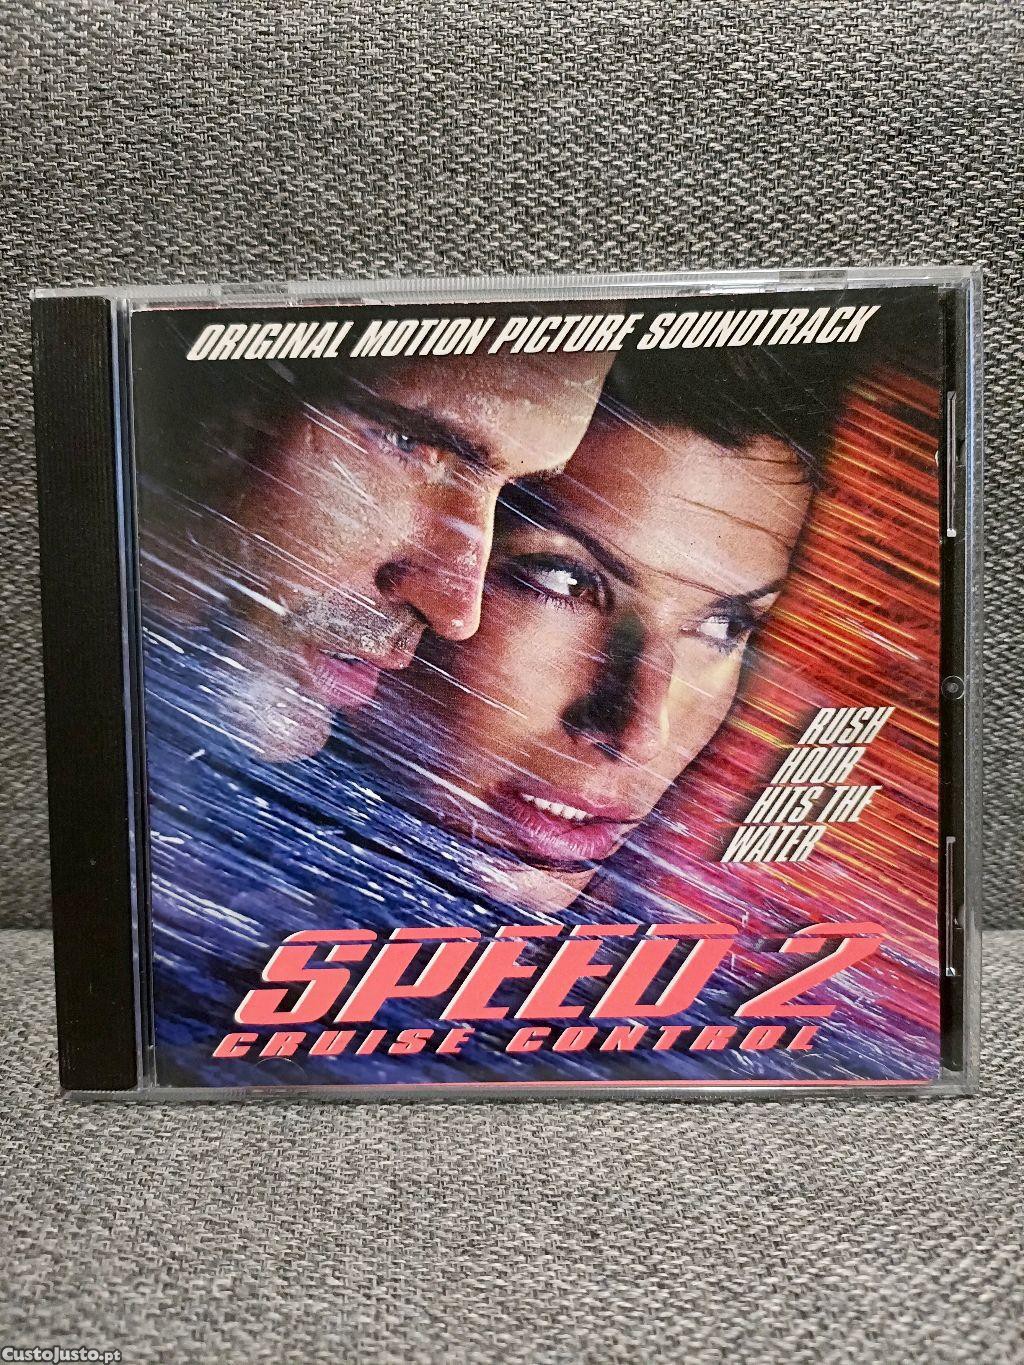 ORIGINAL MOTION PICTURE SOUNDTRACK
RUSH
HOUR
HITS THE
WATER
SPEED 2
CRUISE CONTROL
CustoJusto.pt